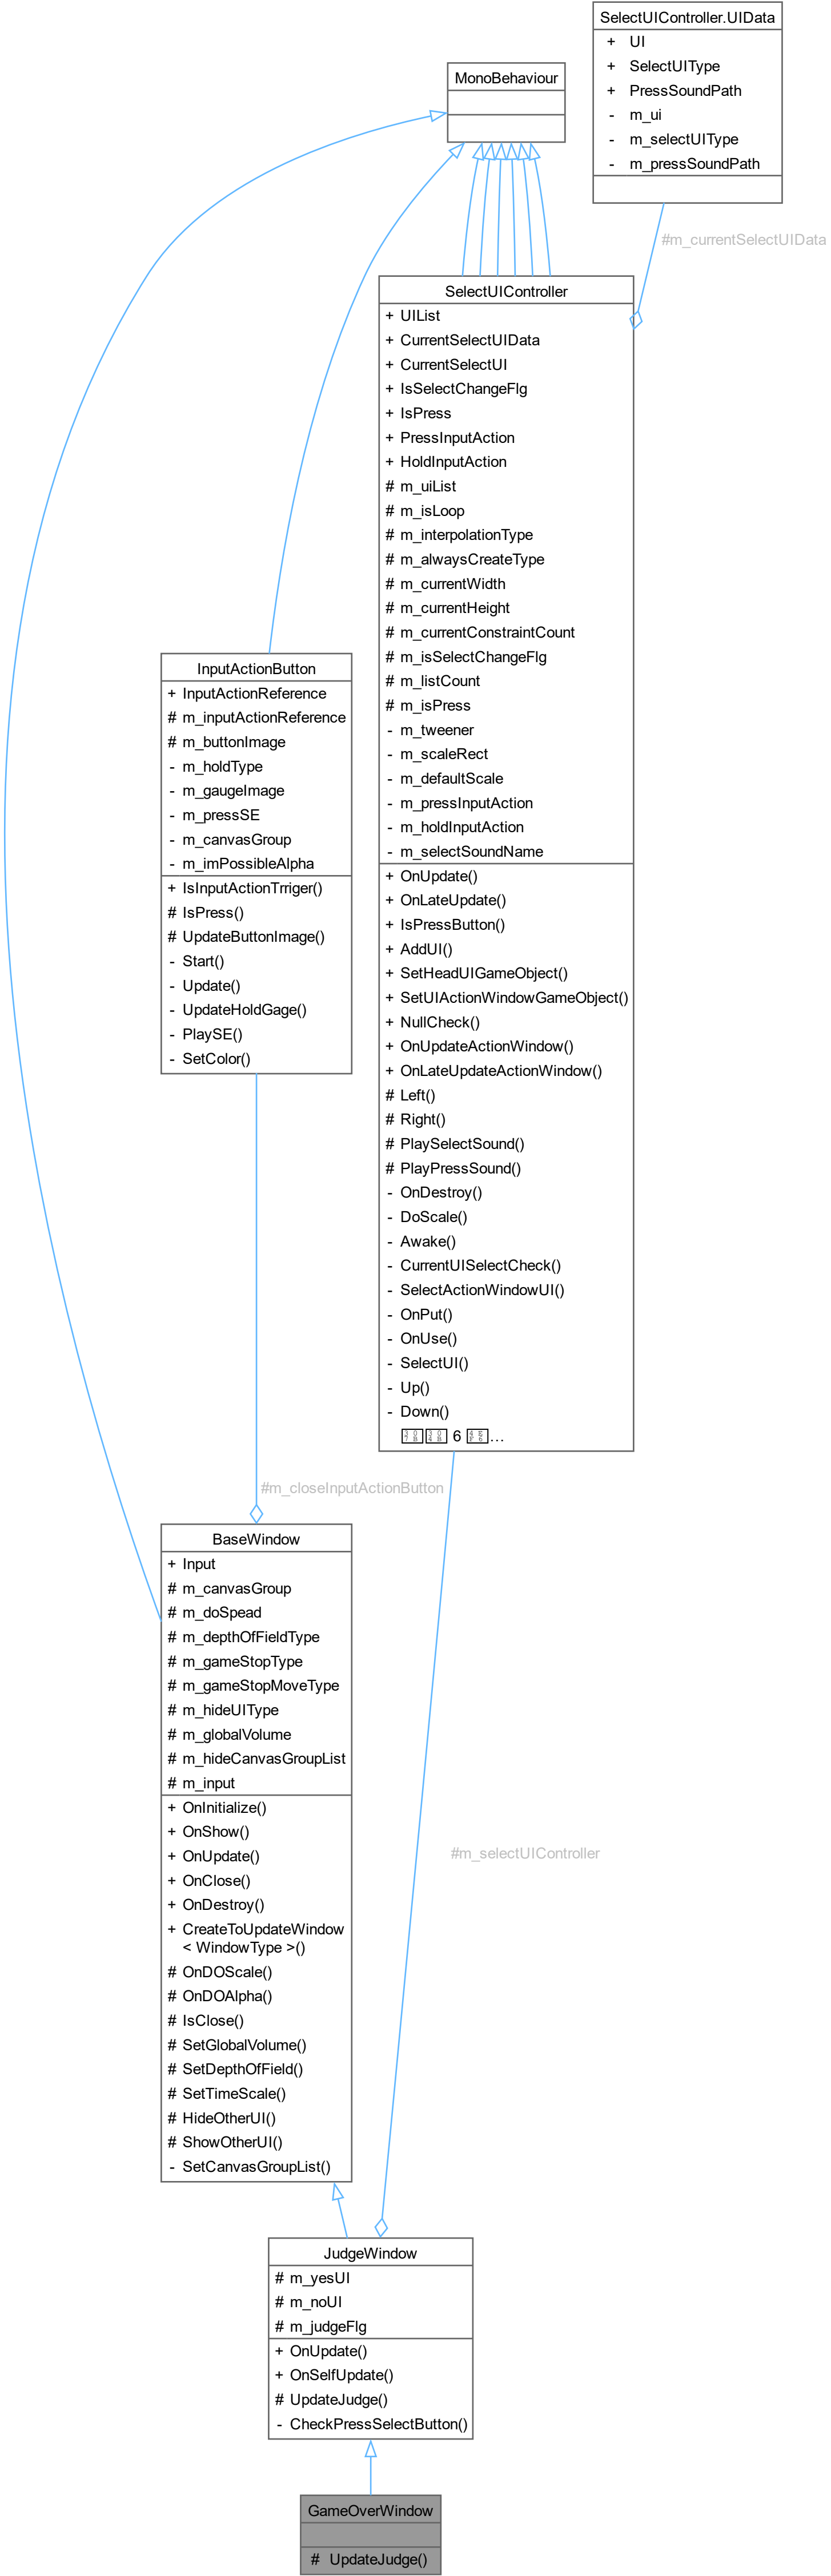 SelectUIController.UIData
+ UI
+ SelectUIType
+ PressSoundPath
- m_ui
- m_selectUIType
- m_pressSoundPath
MonoBehaviour
#m_currentSelectUIData
SelectUIController
+ UIList
+ CurrentSelectUIData
+ CurrentSelectUI
+ IsSelectChangeFlg
+ IsPress
+ PressInputAction
+ HoldInputAction
# m_uiList
# m_isLoop
# m_interpolationType
# m_alwaysCreateType
# m_currentWidth
# m_currentHeight
# m_currentConstraintCount
# m_isSelectChangeFlg
# m_listCount
# m_isPress
- m_tweener
- m_scaleRect
- m_defaultScale
- m_pressInputAction
- m_holdInputAction
- m_selectSoundName
+ OnUpdate()
+ OnLateUpdate()
+ IsPressButton()
+ AddUI()
+ SetHeadUIGameObject()
+ SetUIActionWindowGameObject()
+ NullCheck()
+ OnUpdateActionWindow()
+ OnLateUpdateActionWindow()
# Left()
# Right()
# PlaySelectSound()
# PlayPressSound()
- OnDestroy()
- DoScale()
- Awake()
- CurrentUISelectCheck()
- SelectActionWindowUI()
- OnPut()
- OnUse()
- SelectUI()
- Up()
- Down()
6 ...
InputActionButton
+ InputActionReference
# m_inputActionReference
# m_buttonImage
- m_holdType
- m_gaugeImage
- m_pressSE
- m_canvasGroup
- m_imPossibleAlpha
+ IsInputActionTrriger()
# IsPress()
# UpdateButtonImage()
- Start()
- Update()
- UpdateHoldGage()
- PlaySE()
- SetColor()
#m_closeInputActionButton
BaseWindow
+ Input
# m_canvasGroup
# m_doSpead
# m_depthOfFieldType
# m_gameStopType
# m_gameStopMoveType
# m_hideUIType
# m_globalVolume
# m_hideCanvasGroupList
# m_input
+ OnInitialize()
+ OnShow()
+ OnUpdate()
+ OnClose()
+ OnDestroy()
+ CreateToUpdateWindow
< WindowType >()
# OnDOScale()
# OnDOAlpha()
# IsClose()
# SetGlobalVolume()
# SetDepthOfField()
# SetTimeScale()
# HideOtherUI()
# ShowOtherUI()
- SetCanvasGroupList()
#m_selectUIController
JudgeWindow
# m_yesUI
# m_noUI
# m_judgeFlg
+ OnUpdate()
+ OnSelfUpdate()
# UpdateJudge()
- CheckPressSelectButton()
GameOverWindow
# UpdateJudge()